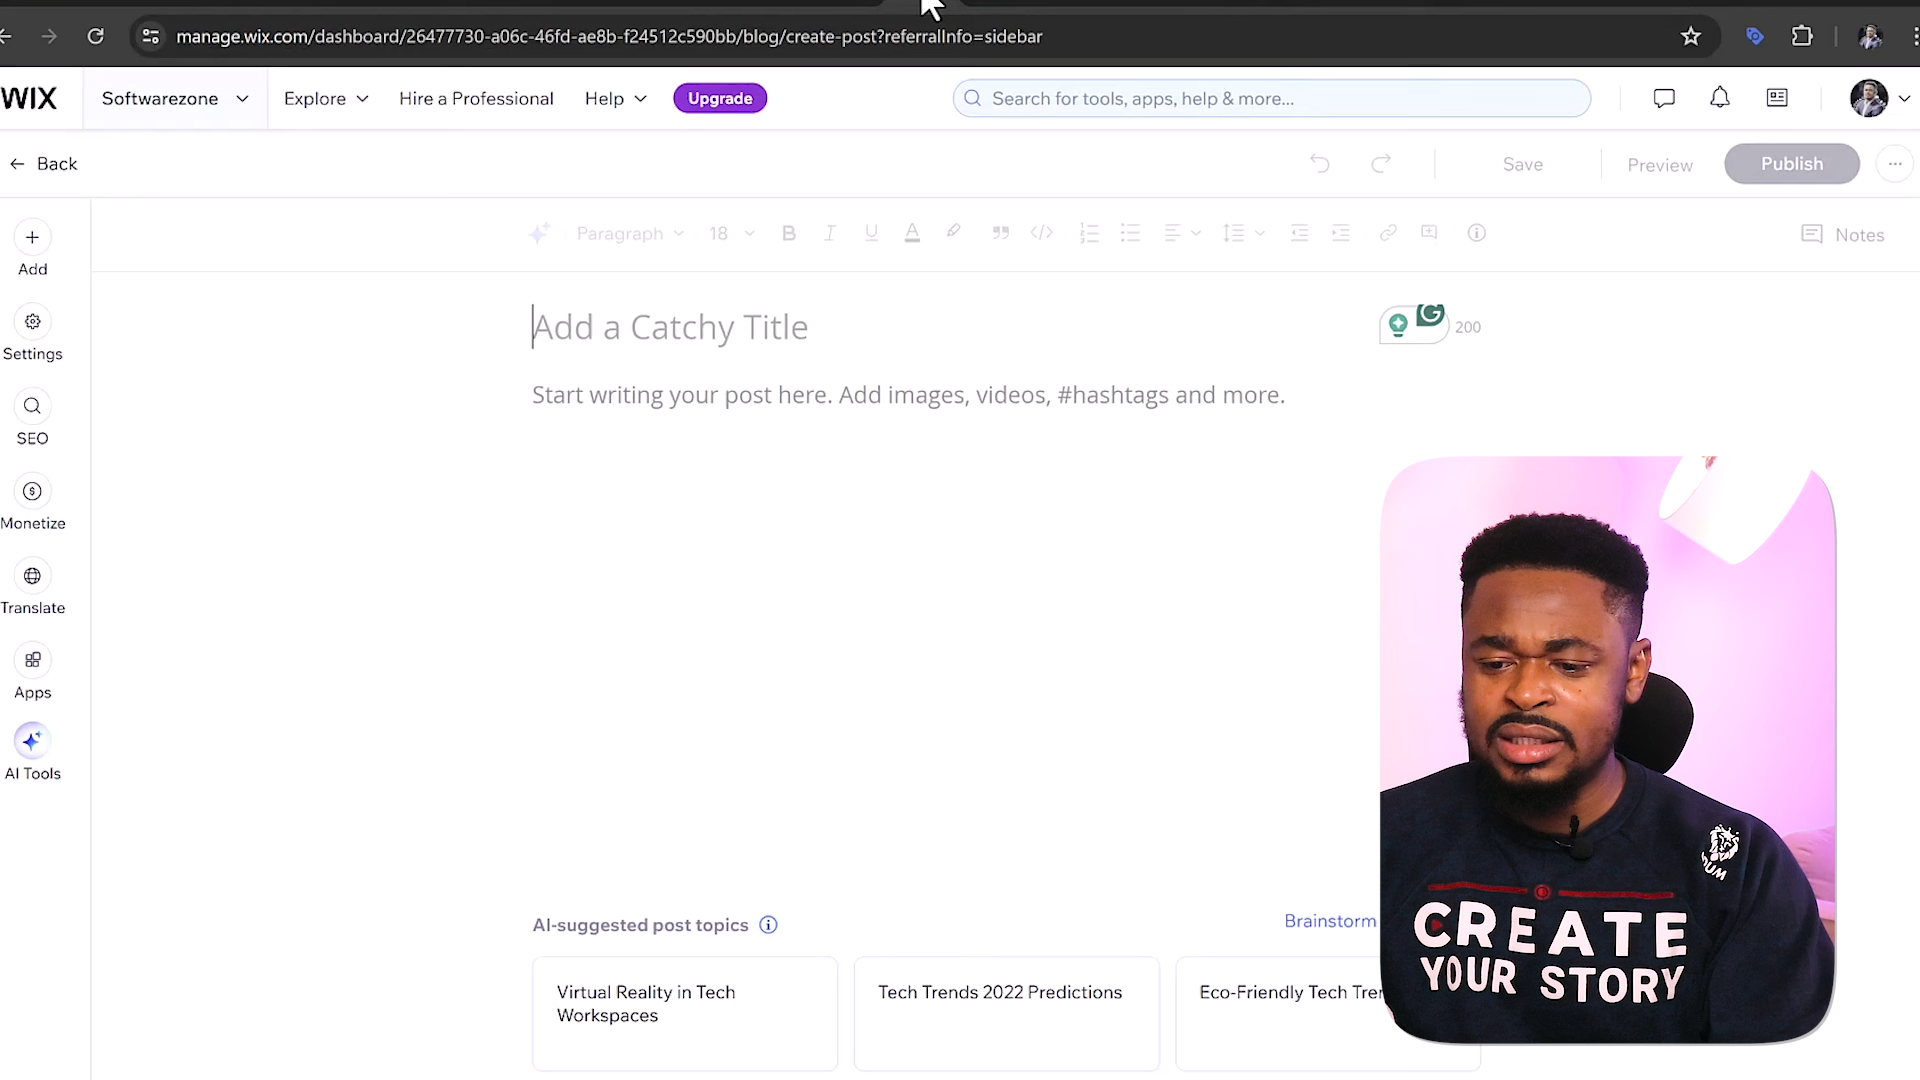 manage.wix.com/dashboard/26477730-a06c-46fd-ae8b-f24512c590bb/blog/create-post?referralInfo=sidebar
WIX
Softwarezone
Explore
Hire a Professional
Help
Upgrade
Search for tools, apps, help & more...
Back
Save
Preview
Publish
Paragraph
18
B
I
U
A
Notes
Add
Settings
SEO
Monetize
Translate
Apps
AI Tools
Add a Catchy Title
G
200
Start writing your post here. Add images, videos, #hashtags and more.
AI-suggested post topics
Brainstorm
Virtual Reality in Tech
Workspaces
Tech Trends 2022 Predictions
Eco-Friendly Tech
CREATE
YOUR STORY